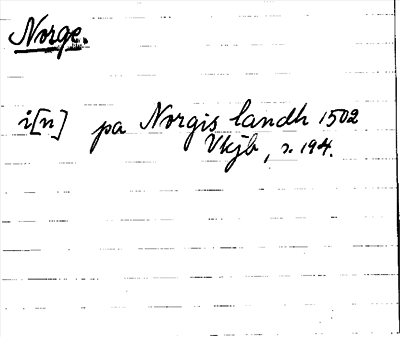 Norge.
i[n] pa Norgis landh 1502
Vkjb, s. 194.